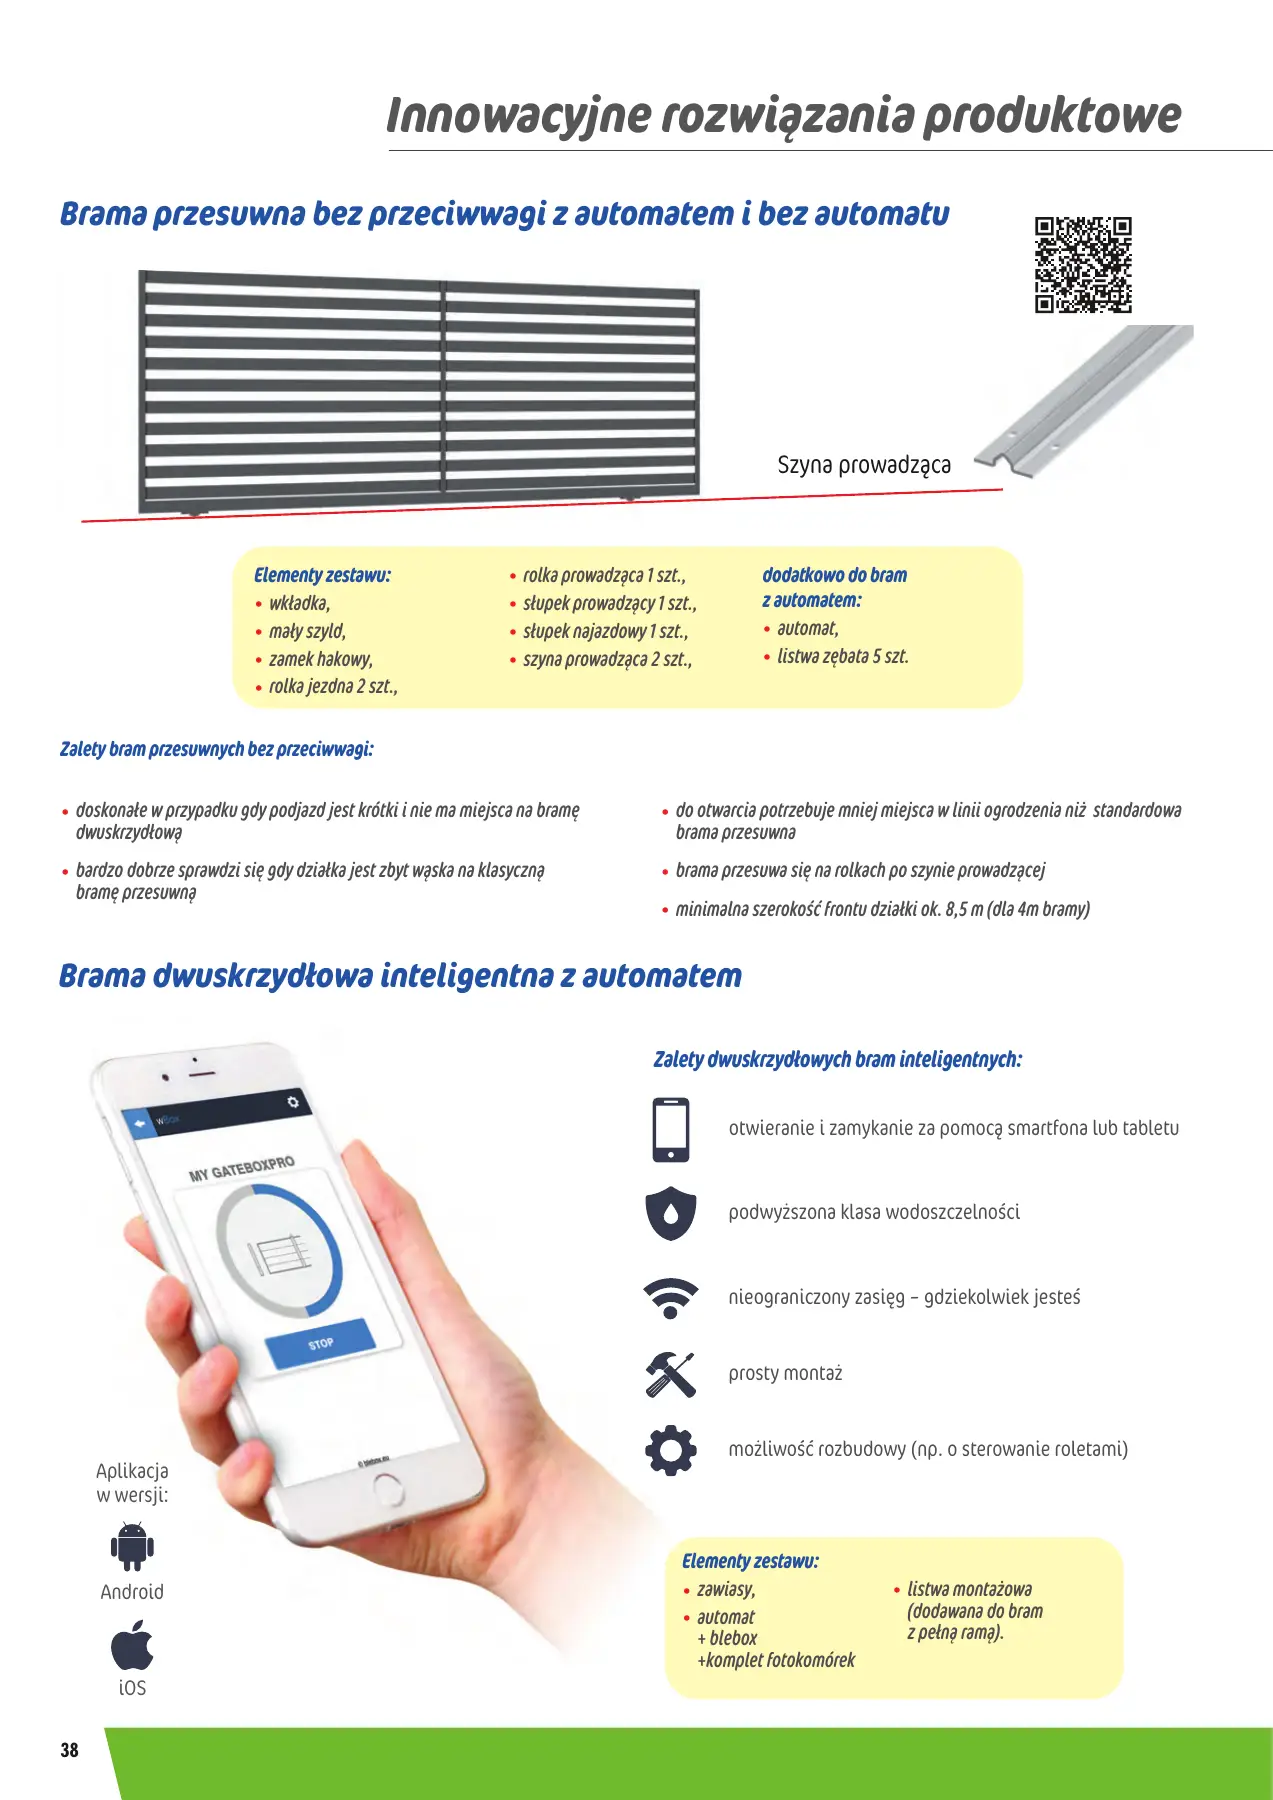 Innowacyjne rozwiązania produktowe
Brama przesuwna bez przeciwwagi z automatem i bez automatu
Szyna prowadząca
Elementy zestawu:
• wkładka,
• mały szyld,
• zamek hakowy,
• rolka jezdna 2 szt.,
• rolka prowadząca 1 szt.,
• słupek prowadzący 1 szt.,
• słupek najazdowy 1 szt.,
• szyna prowadząca 2 szt.,
dodatkowo do bram
z automatem:
• automat,
• listwa zębata 5 szt.
Zalety bram przesuwnych bez przeciwwagi:
• doskonałe w przypadku gdy podjazd jest krótki i nie ma miejsca na bramę
dwuskrzydłową
• bardzo dobrze sprawdzi się gdy działka jest zbyt wąska na klasyczną
bramę przesuwną
• do otwarcia potrzebuje mniej miejsca w linii ogrodzenia niż standardowa
brama przesuwna
• brama przesuwa się na rolkach po szynie prowadzącej
• minimalna szerokość frontu działki ok. 8,5 m (dla 4m bramy)
Brama dwuskrzydłowa inteligentna z automatem
wBox
MY GATEBOXPRO
STOP
© blebox.eu
Aplikacja
w wersji:
Android
iOS
Zalety dwuskrzydłowych bram inteligentnych:
otwieranie i zamykanie za pomocą smartfona lub tabletu
podwyższona klasa wodoszczelności
nieograniczony zasięg – gdziekolwiek jesteś
prosty montaż
możliwość rozbudowy (np. o sterowanie roletami)
Elementy zestawu:
• zawiasy,
• automat
+ blebox
+komplet fotokomórek
• listwa montażowa
(dodawana do bram
z pełną ramą).
38